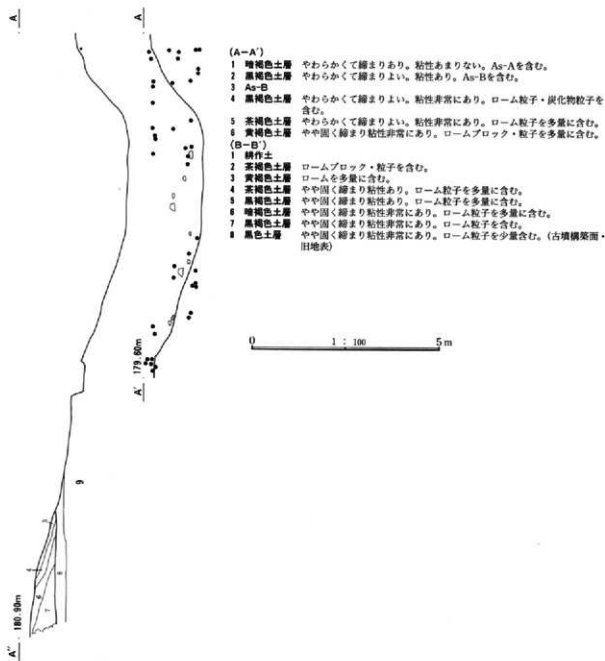 A
A
(A-A′)
1 暗褐色土層 やわらかくて締まりあり。粘性あまりない。As-Aを含む。
2 黒褐色土層 やわらかくて締まりよい。粘性あり。As-Bを含む。
3 As-B
4 黒褐色土層 やわらかくて締まりよい。粘性非常にあり。ローム粒子・炭化物粒子を
含む。
5 茶褐色土層 やわらかくて締まりよい。粘性非常にあり。ローム粒子を多量に含む。
6 黄褐色土層 やや固く締まり粘性非常にあり。ロームブロック・粒子を多量に含む。
(B-B′)
1 耕作土
2 茶褐色土層 ロームブロック・粒子を含む。
3 黄褐色土層 ロームを多量に含む。
4 茶褐色土層 やや固く締まり粘性あり。ローム粒子を多量に含む。
5 黒褐色土層 やや固く締まり粘性あり。ローム粒子を多量に含む。
6 暗褐色土層 やや固く締まり粘性非常にあり。ローム粒子を多量に含む。
7 黒褐色土層 やや固く締まり粘性非常にあり。ローム粒子を含む。
8 黒色土層 やや固く締まり粘性非常にあり。ローム粒子を少量含む。(古墳構築面・
旧地表)
0 1 : 100 5m
A′ 179.60m
9
3
4
8
6
7
A″ 180.90m